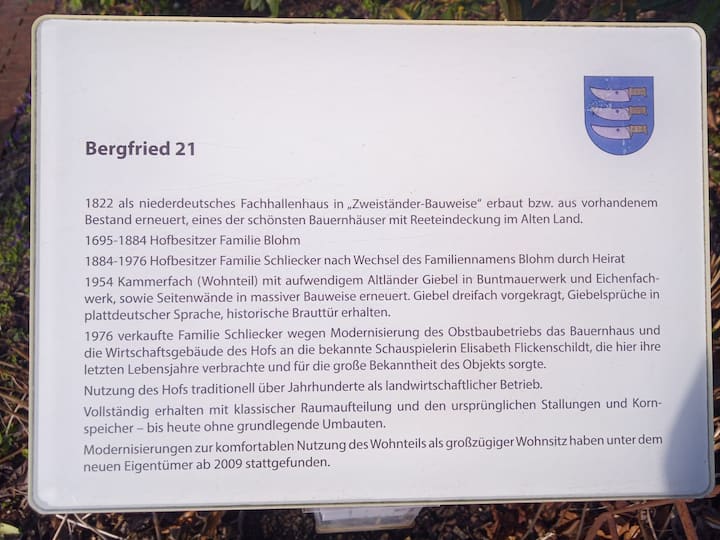 Bergfried 21
1822 als niederdeutsches Fachhallenhaus in „Zweiständer-Bauweise“ erbaut bzw. aus vorhandenem
Bestand erneuert, eines der schönsten Bauernhäuser mit Reeteindeckung im Alten Land.
1695-1884 Hofbesitzer Familie Blohm
1884-1976 Hofbesitzer Familie Schliecker nach Wechsel des Familiennamens Blohm durch Heirat
1954 Kammerfach (Wohnteil) mit aufwendigem Altländer Giebel in Buntmauerwerk und Eichenfach-
werk, sowie Seitenwände in massiver Bauweise erneuert. Giebel dreifach vorgekragt, Giebelsprüche in
plattdeutscher Sprache, historische Brauttür erhalten.
1976 verkaufte Familie Schliecker wegen Modernisierung des Obstbaubetriebs das Bauernhaus und
die Wirtschaftsgebäude des Hofs an die bekannte Schauspielerin Elisabeth Flickenschildt, die hier ihre
letzten Lebensjahre verbrachte und für die große Bekanntheit des Objekts sorgte.
Nutzung des Hofs traditionell über Jahrhunderte als landwirtschaftlicher Betrieb.
Vollständig erhalten mit klassischer Raumaufteilung und den ursprünglichen Stallungen und Korn-
speicher – bis heute ohne grundlegende Umbauten.
Modernisierungen zur komfortablen Nutzung des Wohnteils als großzügiger Wohnsitz haben unter dem
neuen Eigentümer ab 2009 stattgefunden.